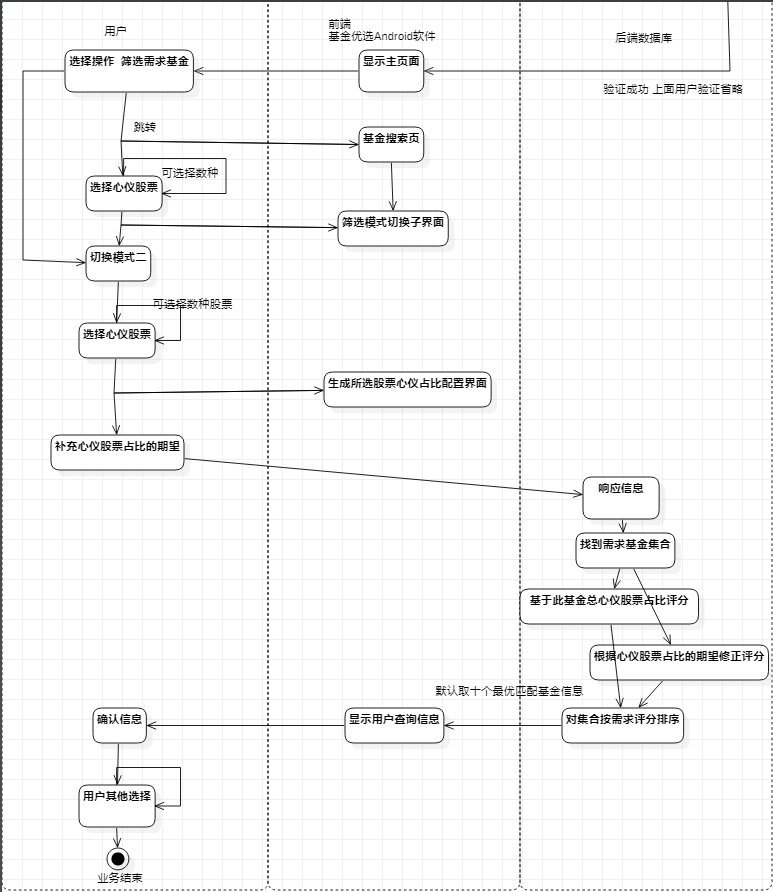 用户
前端
基金优选Android软件
后端数据库
选择操作  筛选需求基金
显示主页面
验证成功 上面用户验证省略
跳转
基金搜索页
可选择数种
选择心仪股票
筛选模式切换子界面
切换模式二
可选择数种股票
选择心仪股票
生成所选股票心仪占比配置界面
补充心仪股票占比的期望
响应信息
找到需求基金集合
基于此基金总心仪股票占比评分
根据心仪股票占比的期望修正评分
默认取十个最优匹配基金信息
确认信息
显示用户查询信息
对集合按需求评分排序
用户其他选择
业务结束